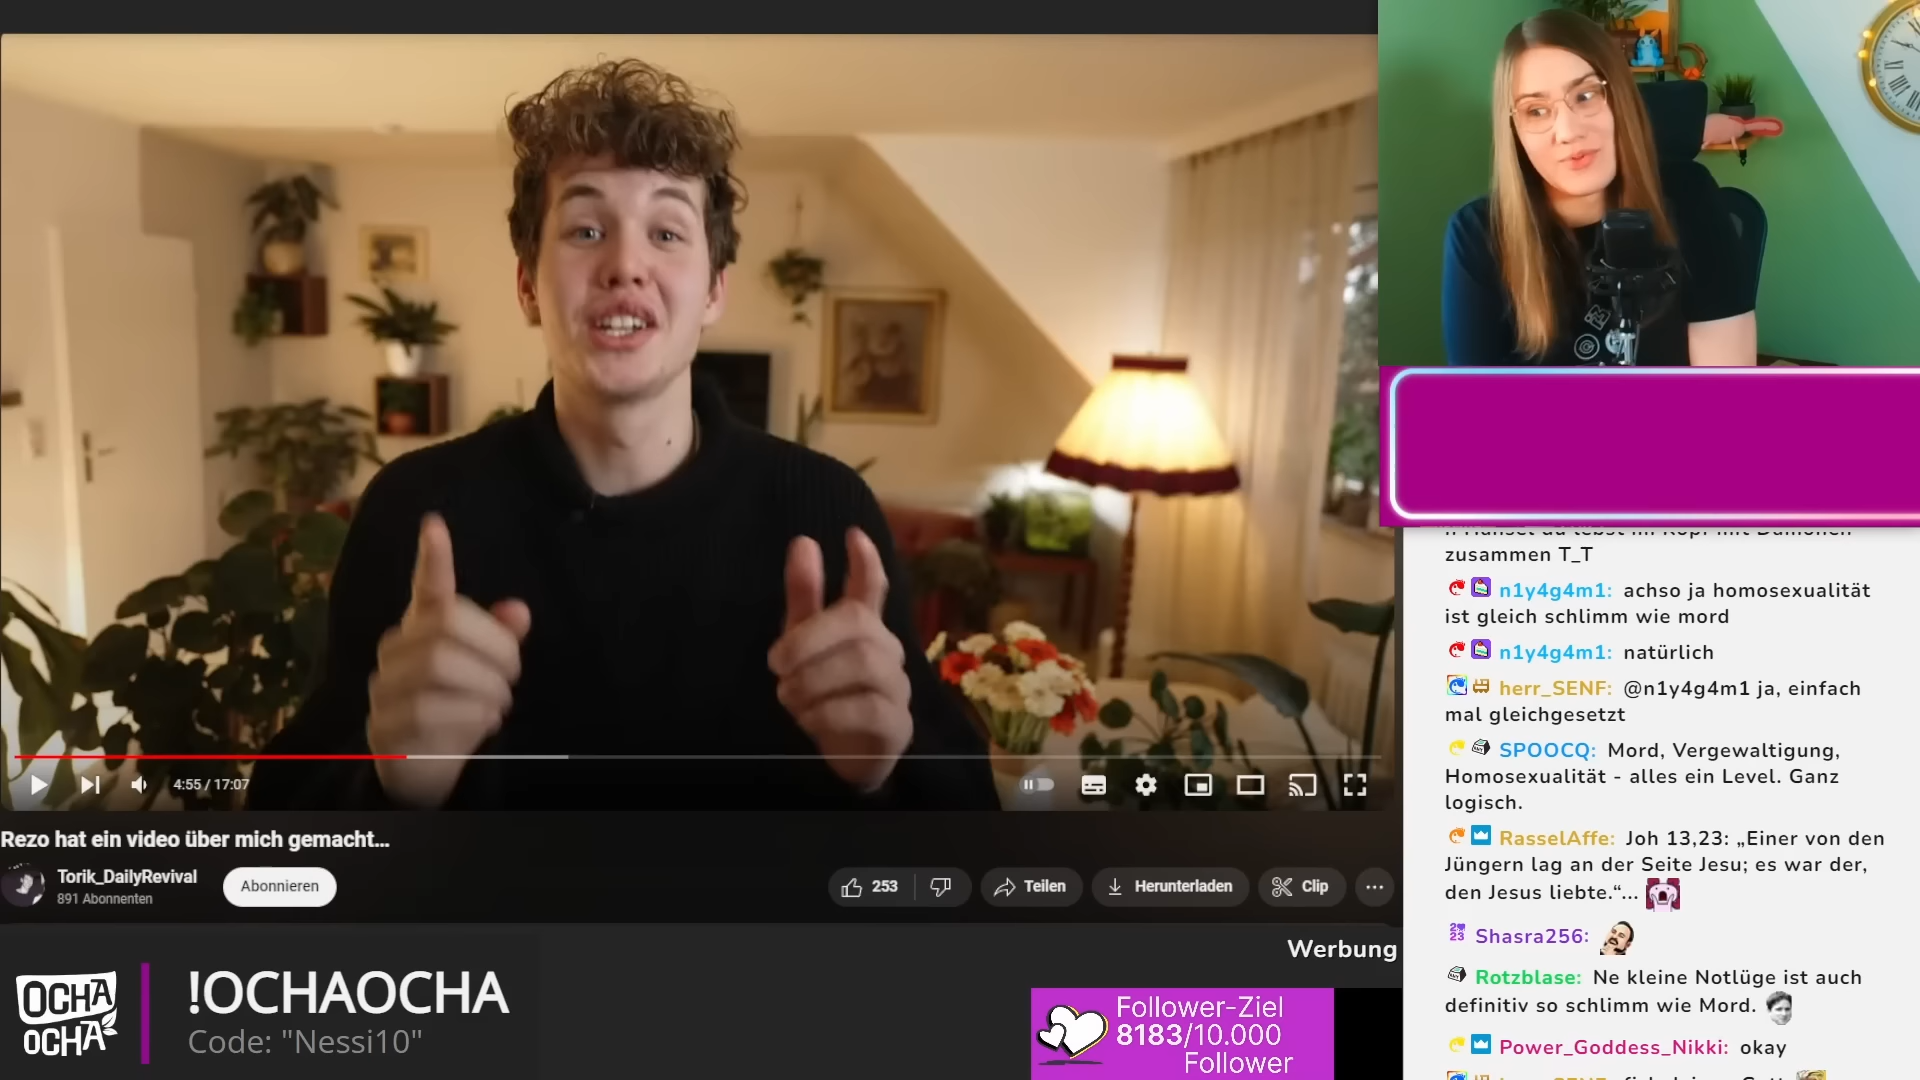 zusammen T_T
n1y4g4m1: achso ja homosexualität
ist gleich schlimm wie mord
n1y4g4m1: natürlich
herr_SENF: @n1y4g4m1 ja, einfach
mal gleichgesetzt
SPOOCQ: Mord, Vergewaltigung,
Homosexualität - alles ein Level. Ganz
logisch.
RasselAffe: Joh 13,23: „Einer von den
Jüngern lag an der Seite Jesu; es war der,
den Jesus liebte.“...
Shasra256:
Rotzblase: Ne kleine Notlüge ist auch
definitiv so schlimm wie Mord.
Power_Goddess_Nikki: okay
4:55 / 17:07
Rezo hat ein video über mich gemacht...
Torik_DailyRevival
891 Abonnenten
Abonnieren
253
Teilen
Herunterladen
Clip
Werbung
OCHA
OCHA
!OCHAOCHA
Code: "Nessi10"
Follower-Ziel
8183/10.000
Follower